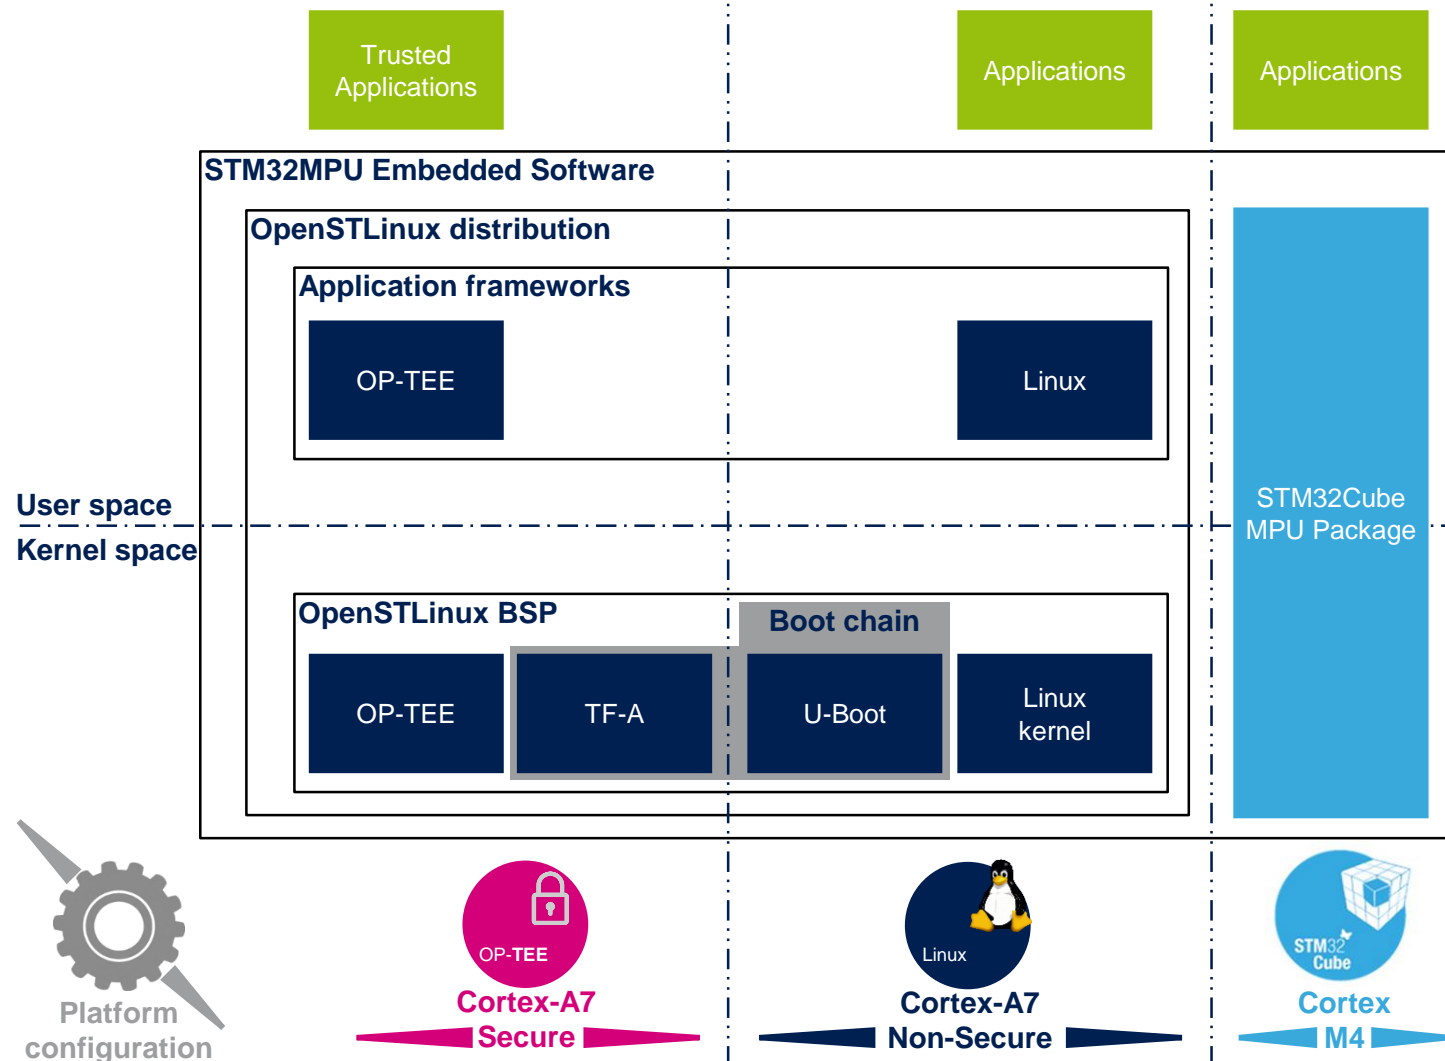 Trusted
Applications
Applications
Applications
STM32MPU Embedded Software
OpenSTLinux distribution
Application frameworks
OP-TEE
Linux
User space
Kernel space
STM32Cube
MPU Package
OpenSTLinux BSP
Boot chain
OP-TEE
TF-A
U-Boot
Linux
kernel
OP-TEE
Linux
STM32
Cube
Platform
configuration
Cortex-A7
Secure
Cortex-A7
Non-Secure
Cortex
M4